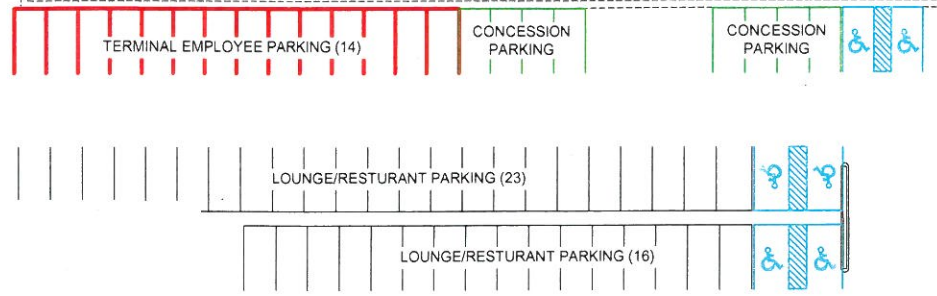 TERMINAL EMPLOYEE PARKING (14)
CONCESSION
PARKING
CONCESSION
PARKING
LOUNGE/RESTURANT PARKING (23)
LOUNGE/RESTURANT PARKING (16)